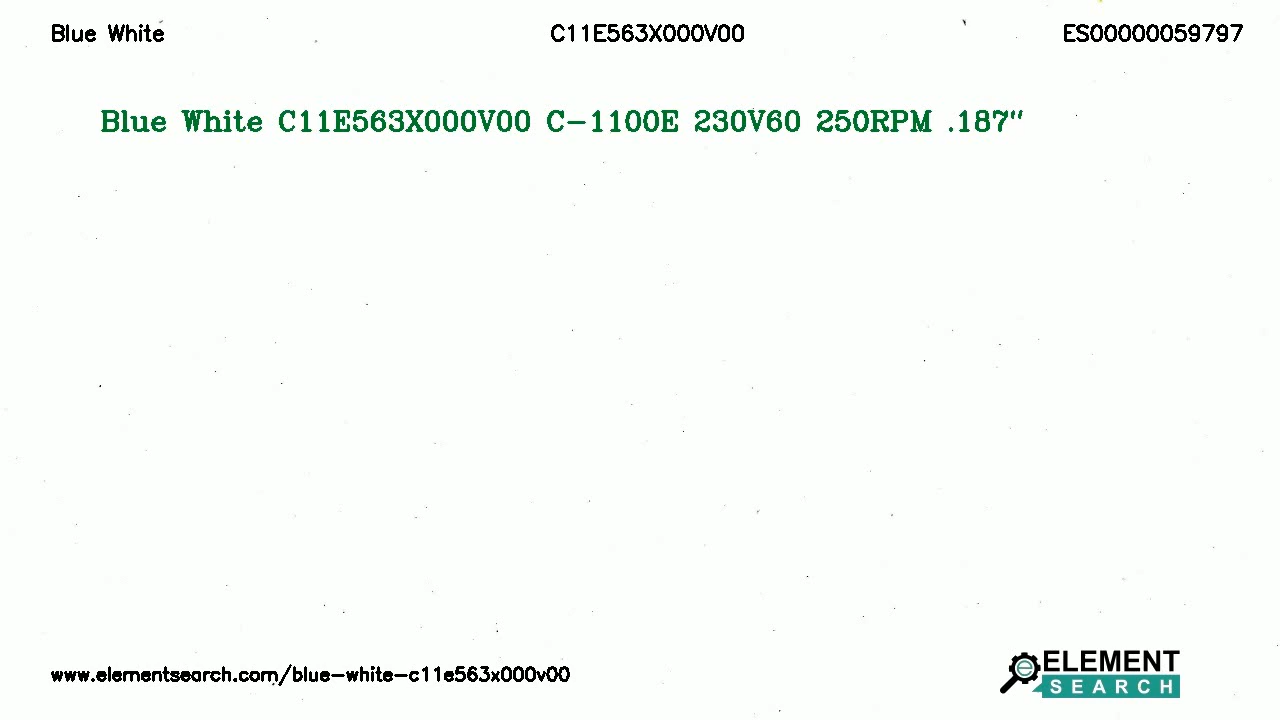 Blue White C11E563X000V00 ES00000059797
Blue White C11E563X000V00 C-1100E 230V60 250RPM .187"
www.elementsearch.com/blue-white-c11e563x000v00
e ELEMENT
SEARCH